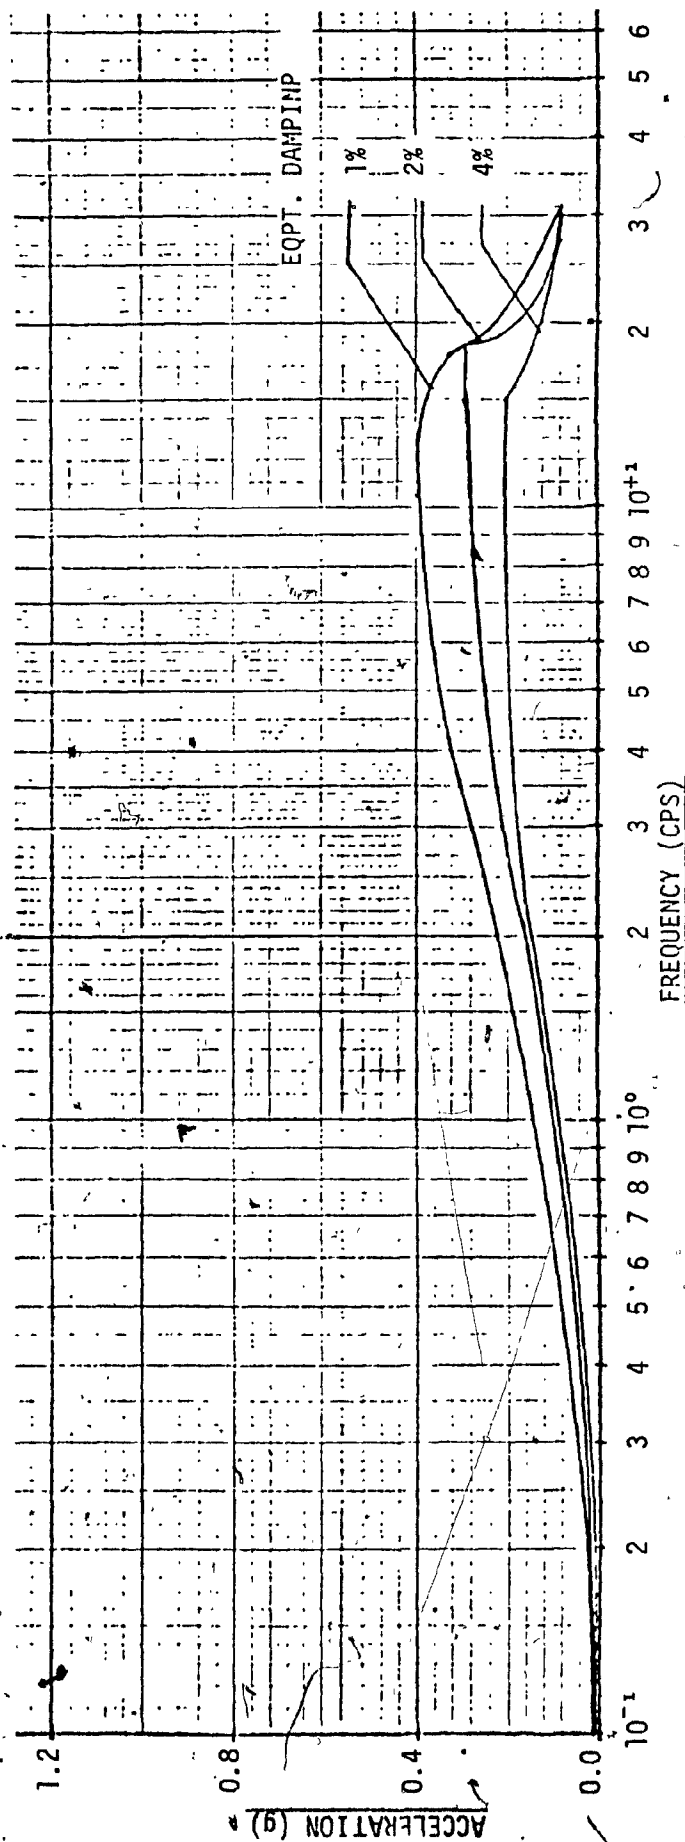 EQPT. DAMPINP
1%
2%
4%
1.2
0.8
0.4
0.0
ACCELERATION (g)
10-1 2 3 4 5 6 7 8 9 10⁰ 2 3 4 5 6 7 8 9 10+1 2 3 4 5 6
FREQUENCY (CPS)